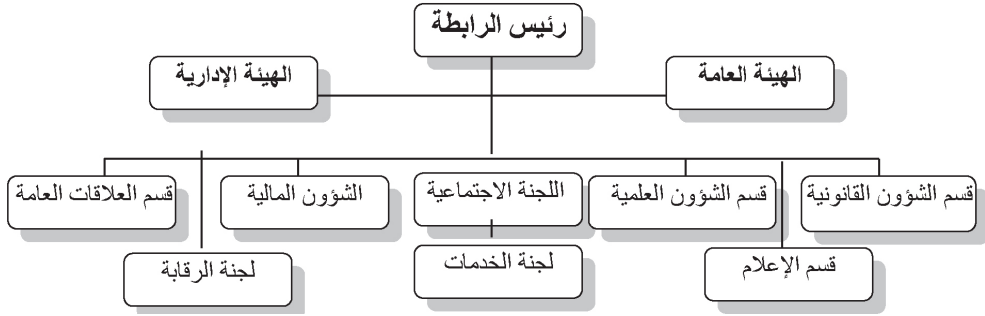 رئيس الرابطة
الهيئة العامة
الهيئة الإدارية
قسم الشؤون القانونية
قسم الشؤون العلمية
اللجنة الاجتماعية
الشؤون المالية
قسم العلاقات العامة
قسم الإعلام
لجنة الخدمات
لجنة الرقابة